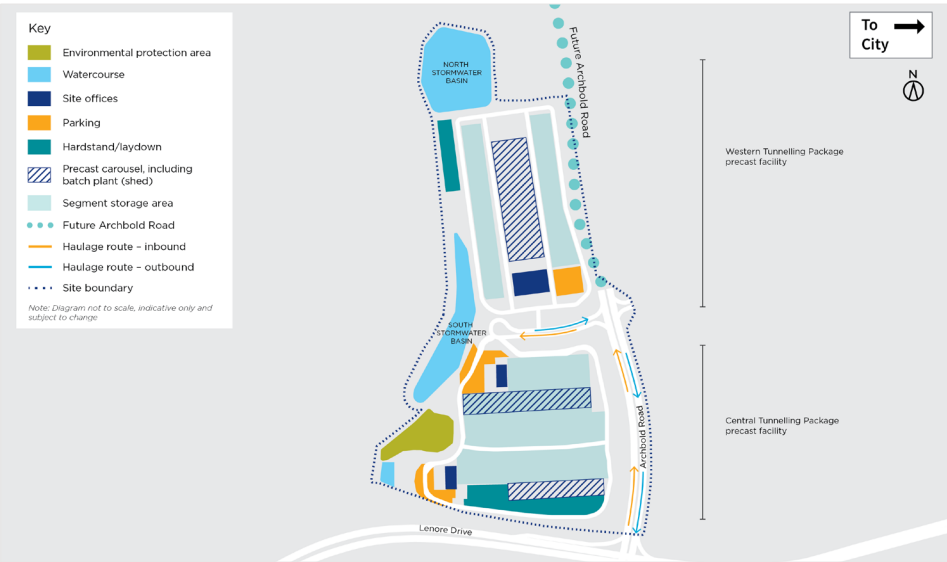 Key
Environmental protection area
Watercourse
Site offices
Parking
Hardstand/laydown
Precast carousel, including
batch plant (shed)
Segment storage area
Future Archbold Road
Haulage route – inbound
Haulage route – outbound
Site boundary
Note: Diagram not to scale, indicative only and
subject to change
NORTH
STORMWATER
BASIN
Future Archbold Road
To
City
N
Western Tunnelling Package
precast facility
SOUTH
STORMWATER
BASIN
Archbold Road
Central Tunnelling Package
precast facility
Lenore Drive